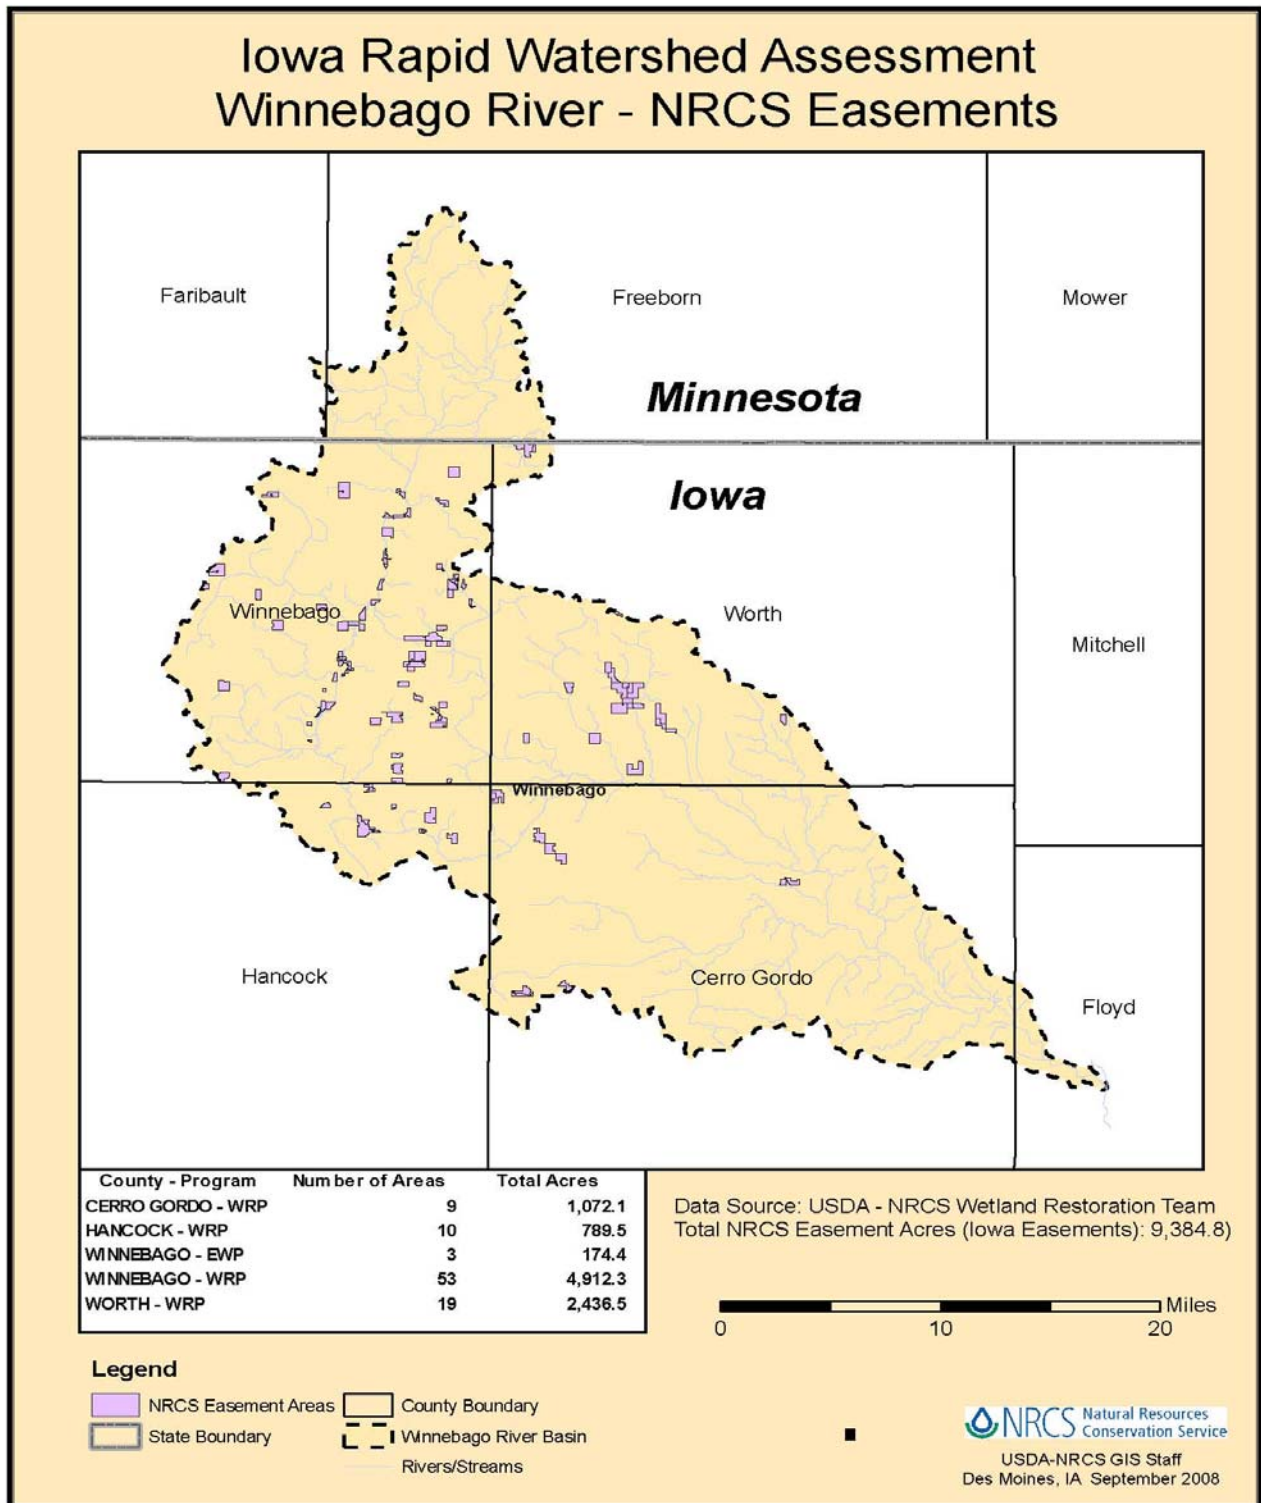 Iowa Rapid Watershed Assessment
Winnebago River - NRCS Easements
Faribault
Freeborn
Mower
Minnesota
Iowa
Winnebago
Worth
Mitchell
Winnebago
Hancock
Cerro Gordo
Floyd
County - Program Number of Areas Total Acres
CERRO GORDO - WRP 9 1,072.1
HANCOCK - WRP 10 789.5
WINNEBAGO - EWP 3 174.4
WINNEBAGO - WRP 53 4,912.3
WORTH - WRP 19 2,436.5
Data Source: USDA - NRCS Wetland Restoration Team
Total NRCS Easement Acres (Iowa Easements): 9,384.8)
Miles
0 10 20
Legend
NRCS Easement Areas County Boundary
State Boundary Winnebago River Basin
Rivers/Streams
NRCS Natural Resources
Conservation Service
USDA-NRCS GIS Staff
Des Moines, IA September 2008